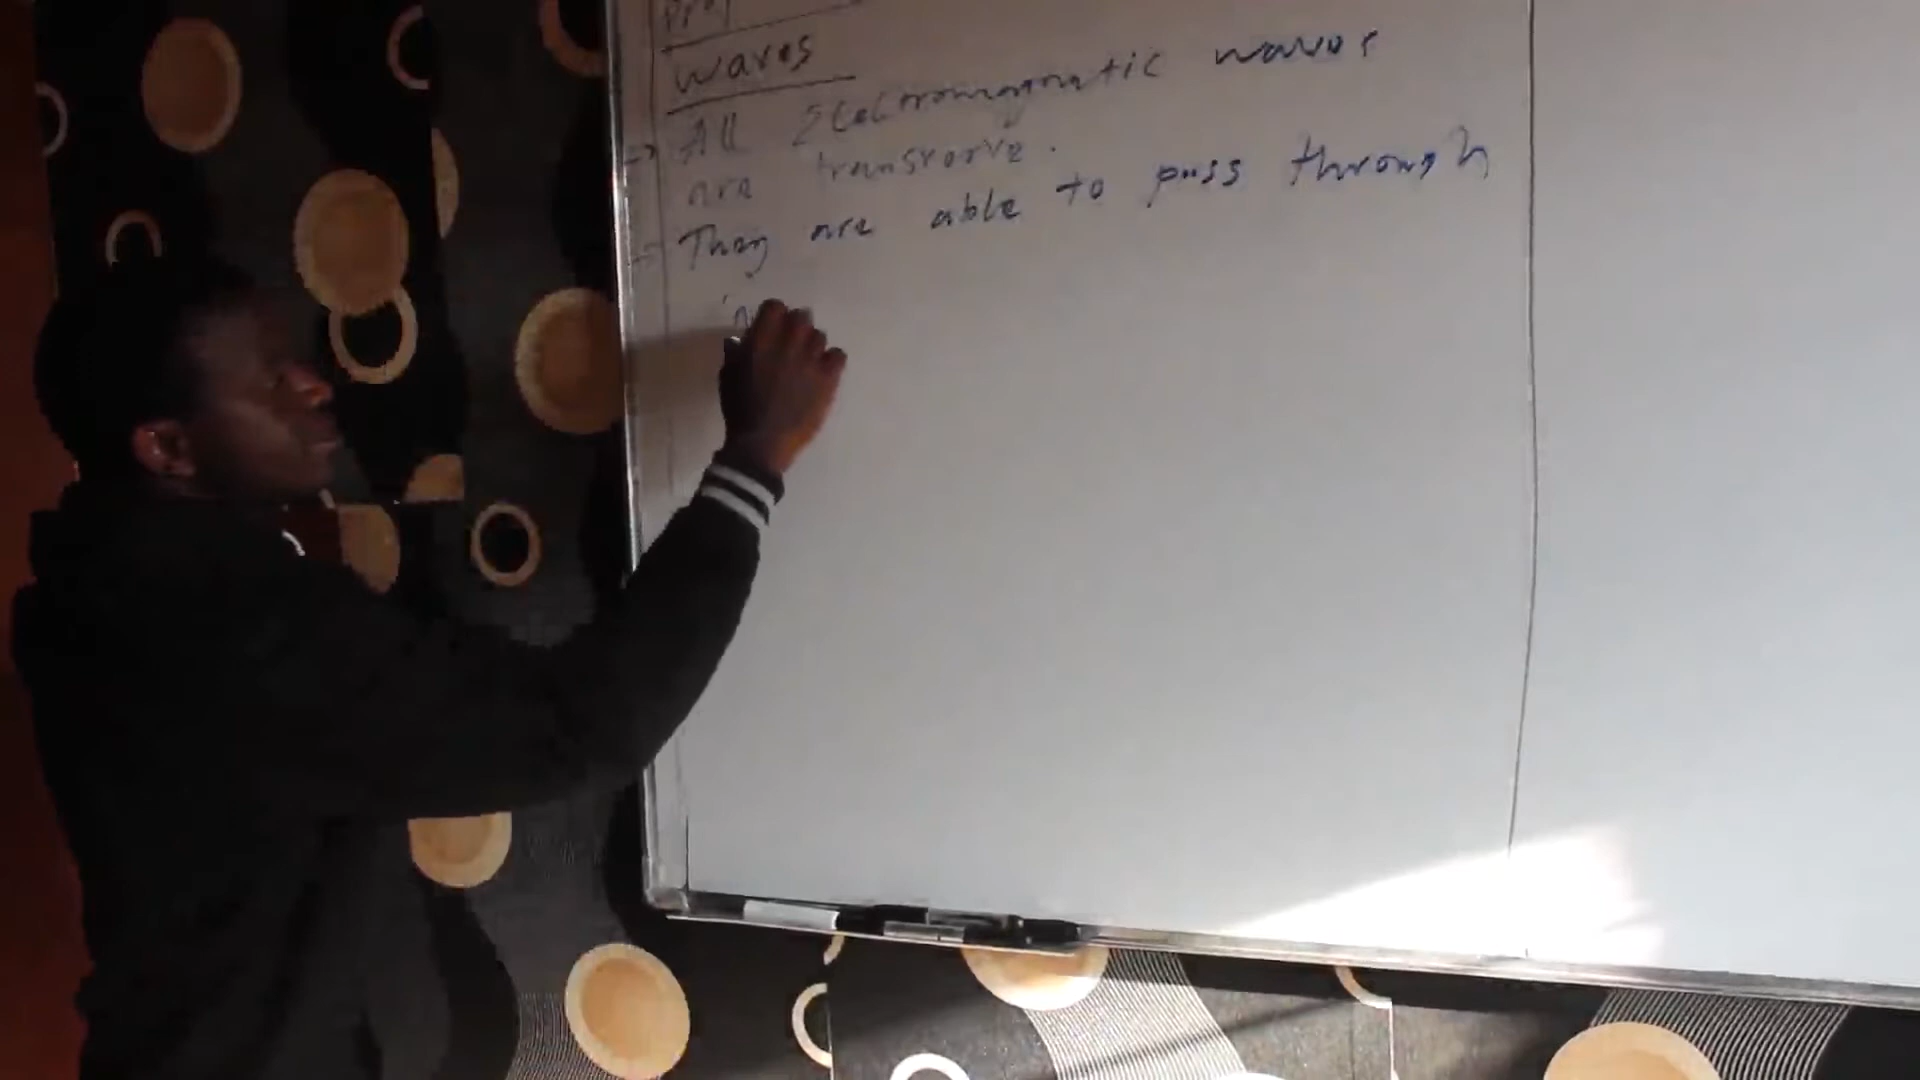 waves
=> All Electromagnetic waves
are transverse.
= They are able to pass through